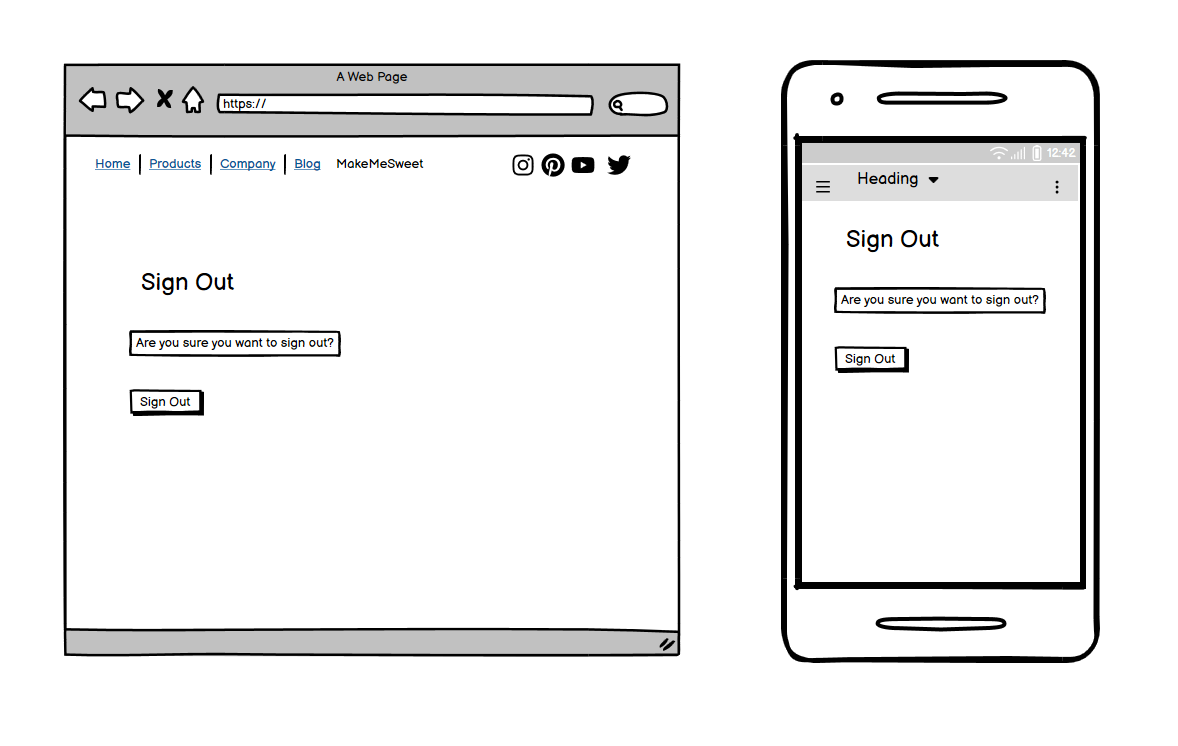 A Web Page
https://
Home Products Company Blog MakeMeSweet
Sign Out
Are you sure you want to sign out?
Sign Out
12:42
Heading
Sign Out
Are you sure you want to sign out?
Sign Out